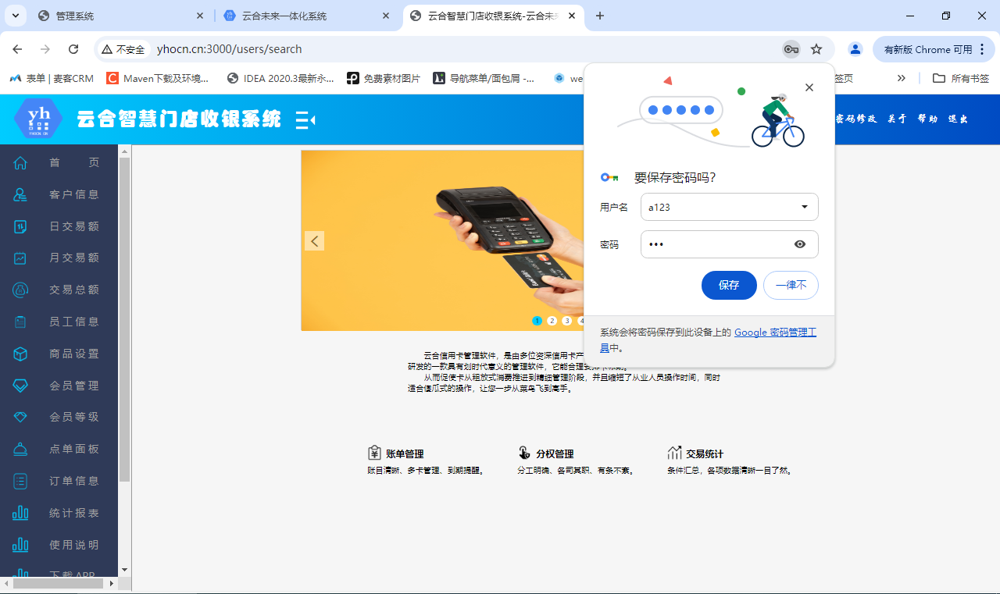 管理系统
云合未来一体化系统
云合智慧门店收银系统-云合未来
不安全
yhocn.cn:3000/users/search
有新版 Chrome 可用
表单 | 麦客CRM
Maven下载及环境...
IDEA 2020.3最新永...
免费素材图片
导航菜单/面包屑 -...
we
签页
所有书签
yh
YHOCN.CN
云合智慧门店收银系统
密码修改 关于 帮助 退出
首 页
客户信息
日交易额
月交易额
交易总额
员工信息
商品设置
会员管理
会员等级
点单面板
订单信息
统计报表
使用说明
下载APP
1 2 3 4
要保存密码吗?
用户名 a123
密码 •••
保存 一律不
系统会将密码保存到此设备上的 Google 密码管理工
具中。
云合信用卡管理软件，是由多位资深信用卡产
研发的一款具有划时代意义的管理软件，它能合理安排卡
从而促使卡从粗放式消费推进到精细管理阶段，并且缩短了从业人员操作时间，同时
适合傻瓜式的操作，让您一步从菜鸟飞到高手。
账单管理 分权管理 交易统计
账目清晰、多卡管理、到期提醒。 分工明确、各司其职、有条不紊。 条件汇总，各项数据清晰一目了然。